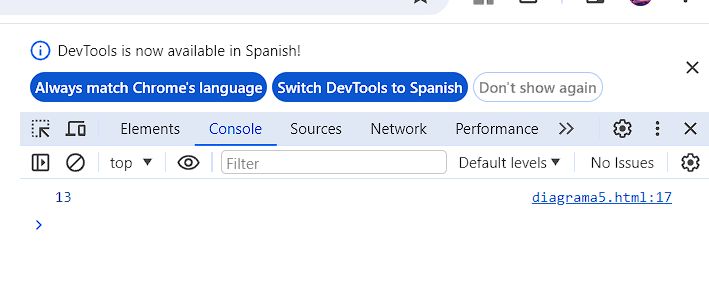 DevTools is now available in Spanish!
Always match Chrome's language Switch DevTools to Spanish Don't show again
Elements Console Sources Network Performance
top Filter Default levels No Issues
13 diagrama5.html:17